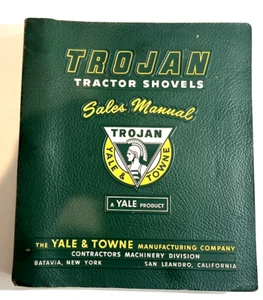 TROJAN
TRACTOR SHOVELS
Sales Manual
TROJAN
YALE & TOWNE
A YALE PRODUCT
THE YALE & TOWNE MANUFACTURING COMPANY
CONTRACTORS MACHINERY DIVISION
BATAVIA, NEW YORK SAN LEANDRO, CALIFORNIA